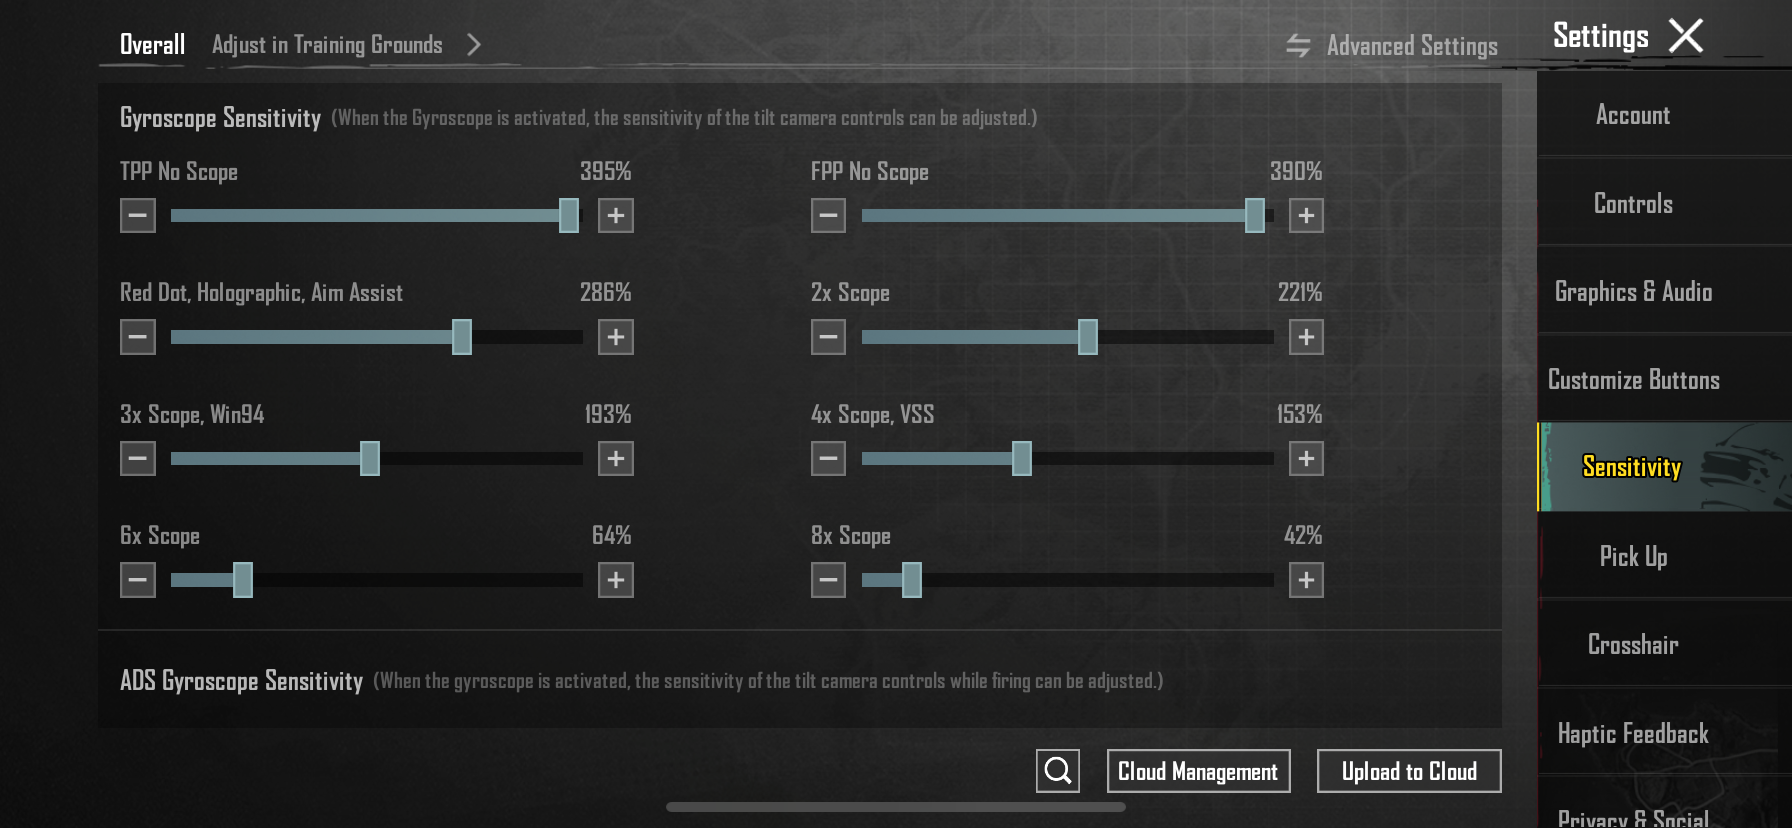 Overall Adjust in Training Grounds Advanced Settings Settings
Gyroscope Sensitivity (When the Gyroscope is activated, the sensitivity of the tilt camera controls can be adjusted.)
TPP No Scope 395%
FPP No Scope 390%
Red Dot, Holographic, Aim Assist 286%
2x Scope 221%
3x Scope, Win94 193%
4x Scope, VSS 153%
6x Scope 64%
8x Scope 42%
ADS Gyroscope Sensitivity (When the gyroscope is activated, the sensitivity of the tilt camera controls while firing can be adjusted.)
Cloud Management Upload to Cloud
Account
Controls
Graphics & Audio
Customize Buttons
Sensitivity
Pick Up
Crosshair
Haptic Feedback
Privacy & Social